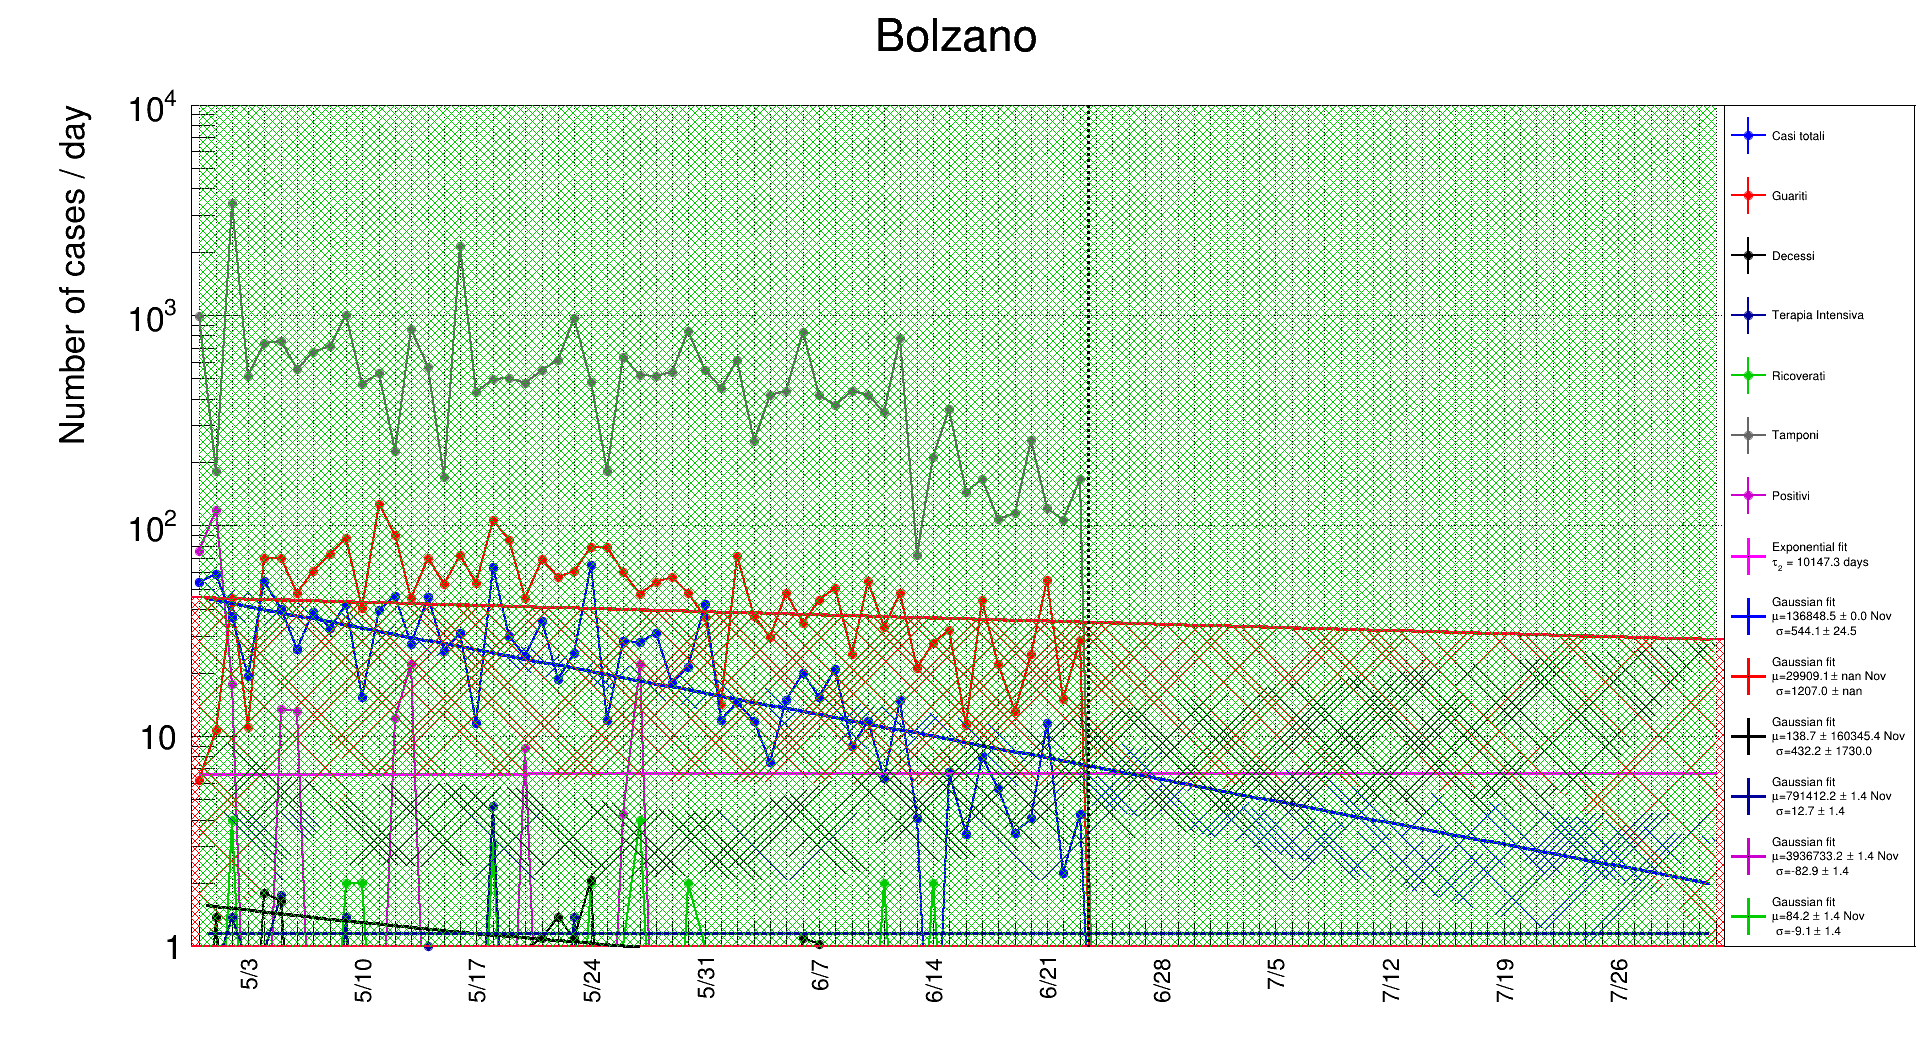 Bolzano
Number of cases / day
10^4
10^3
10^2
10
1
5/3
5/10
5/17
5/24
5/31
6/7
6/14
6/21
6/28
7/5
7/12
7/19
7/26
Casi totali
Guariti
Decessi
Terapia Intensiva
Ricoverati
Tamponi
Positivi
Exponential fit
τ_2 = 10147.3 days
Gaussian fit
μ=136848.5 ± 0.0 Nov
σ=544.1 ± 24.5
Gaussian fit
μ=29909.1 ± nan Nov
σ=1207.0 ± nan
Gaussian fit
μ=138.7 ± 160345.4 Nov
σ=432.2 ± 1730.0
Gaussian fit
μ=791412.2 ± 1.4 Nov
σ=12.7 ± 1.4
Gaussian fit
μ=3936733.2 ± 1.4 Nov
σ=-82.9 ± 1.4
Gaussian fit
μ=84.2 ± 1.4 Nov
σ=-9.1 ± 1.4